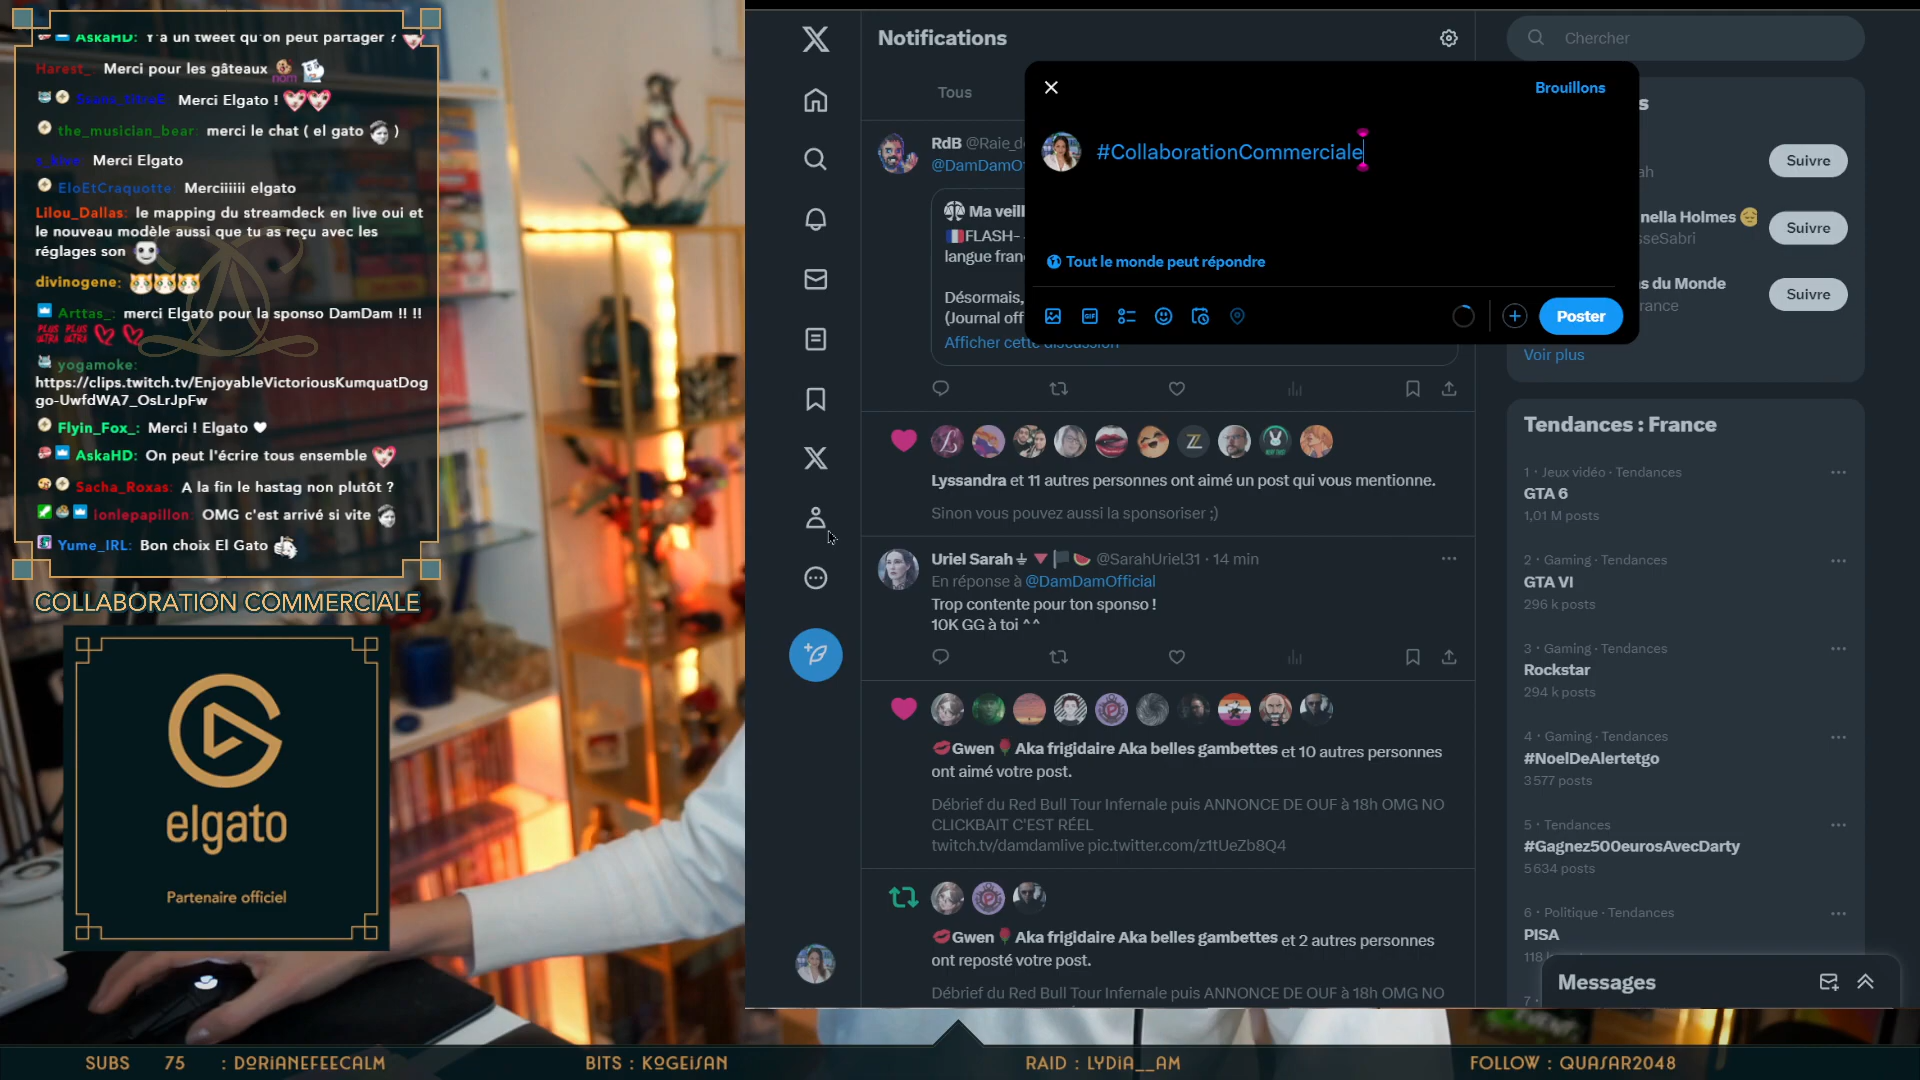 AskaHD: Y'a un tweet qu'on peut partager ?
Harest_: Merci pour les gâteaux
Merci Elgato !
the_musician_bear: merci le chat ( el gato )
Merci Elgato
EloEtCraquotte: Merciiiiii elgato
Lilou_Dallas: le mapping du streamdeck en live oui et
le nouveau modèle aussi que tu as reçu avec les
réglages son
divinogene:
Arttas_: merci Elgato pour la sponso DamDam !! !!
PLUS PLUS
ULTRA ULTRA
yogamoke:
https://clips.twitch.tv/EnjoyableVictoriousKumquatDog
go-UwfdWA7_OsLrJpFw
Flyin_Fox_: Merci ! Elgato
AskaHD: On peut l'écrire tous ensemble
Sacha_Roxas: A la fin le hastag non plutôt ?
ionlepapillon: OMG c'est arrivé si vite
Yume_IRL: Bon choix El Gato
COLLABORATION COMMERCIALE
elgato
Partenaire officiel
Notifications
Tous
RdB @Raie_d
@DamDamO
Ma veill
FLASH-
langue fran
Désormais,
(Journal off
Afficher cette discussion
Brouillons
#CollaborationCommerciale
Tout le monde peut répondre
GIF
Poster
Lyssandra et 11 autres personnes ont aimé un post qui vous mentionne.
Sinon vous pouvez aussi la sponsoriser ;)
Uriel Sarah @SarahUriel31 · 14 min
En réponse à @DamDamOfficial
Trop contente pour ton sponso !
10K GG à toi ^^
Gwen Aka frigidaire Aka belles gambettes et 10 autres personnes
ont aimé votre post.
Débrief du Red Bull Tour Infernale puis ANNONCE DE OUF à 18h OMG NO
CLICKBAIT C'EST RÉEL
twitch.tv/damdamlive pic.twitter.com/z1tUeZb8Q4
Gwen Aka frigidaire Aka belles gambettes et 2 autres personnes
ont reposté votre post.
Débrief du Red Bull Tour Infernale puis ANNONCE DE OUF à 18h OMG NO
Chercher
s
Suivre
ah
nella Holmes
sseSabri
Suivre
s du Monde
rance
Suivre
Voir plus
Tendances : France
1 · Jeux vidéo · Tendances
GTA 6
1,01 M posts
2 · Gaming · Tendances
GTA VI
296 k posts
3 · Gaming · Tendances
Rockstar
294 k posts
4 · Gaming · Tendances
#NoelDeAlertetgo
3 577 posts
5 · Tendances
#Gagnez500eurosAvecDarty
5 634 posts
6 · Politique · Tendances
PISA
118 k
7 ·
Messages
SUBS 75 : DORIANEFEECALM
BITS : KOGEISAN
RAID : LYDIA__AM
FOLLOW : QUASAR2048